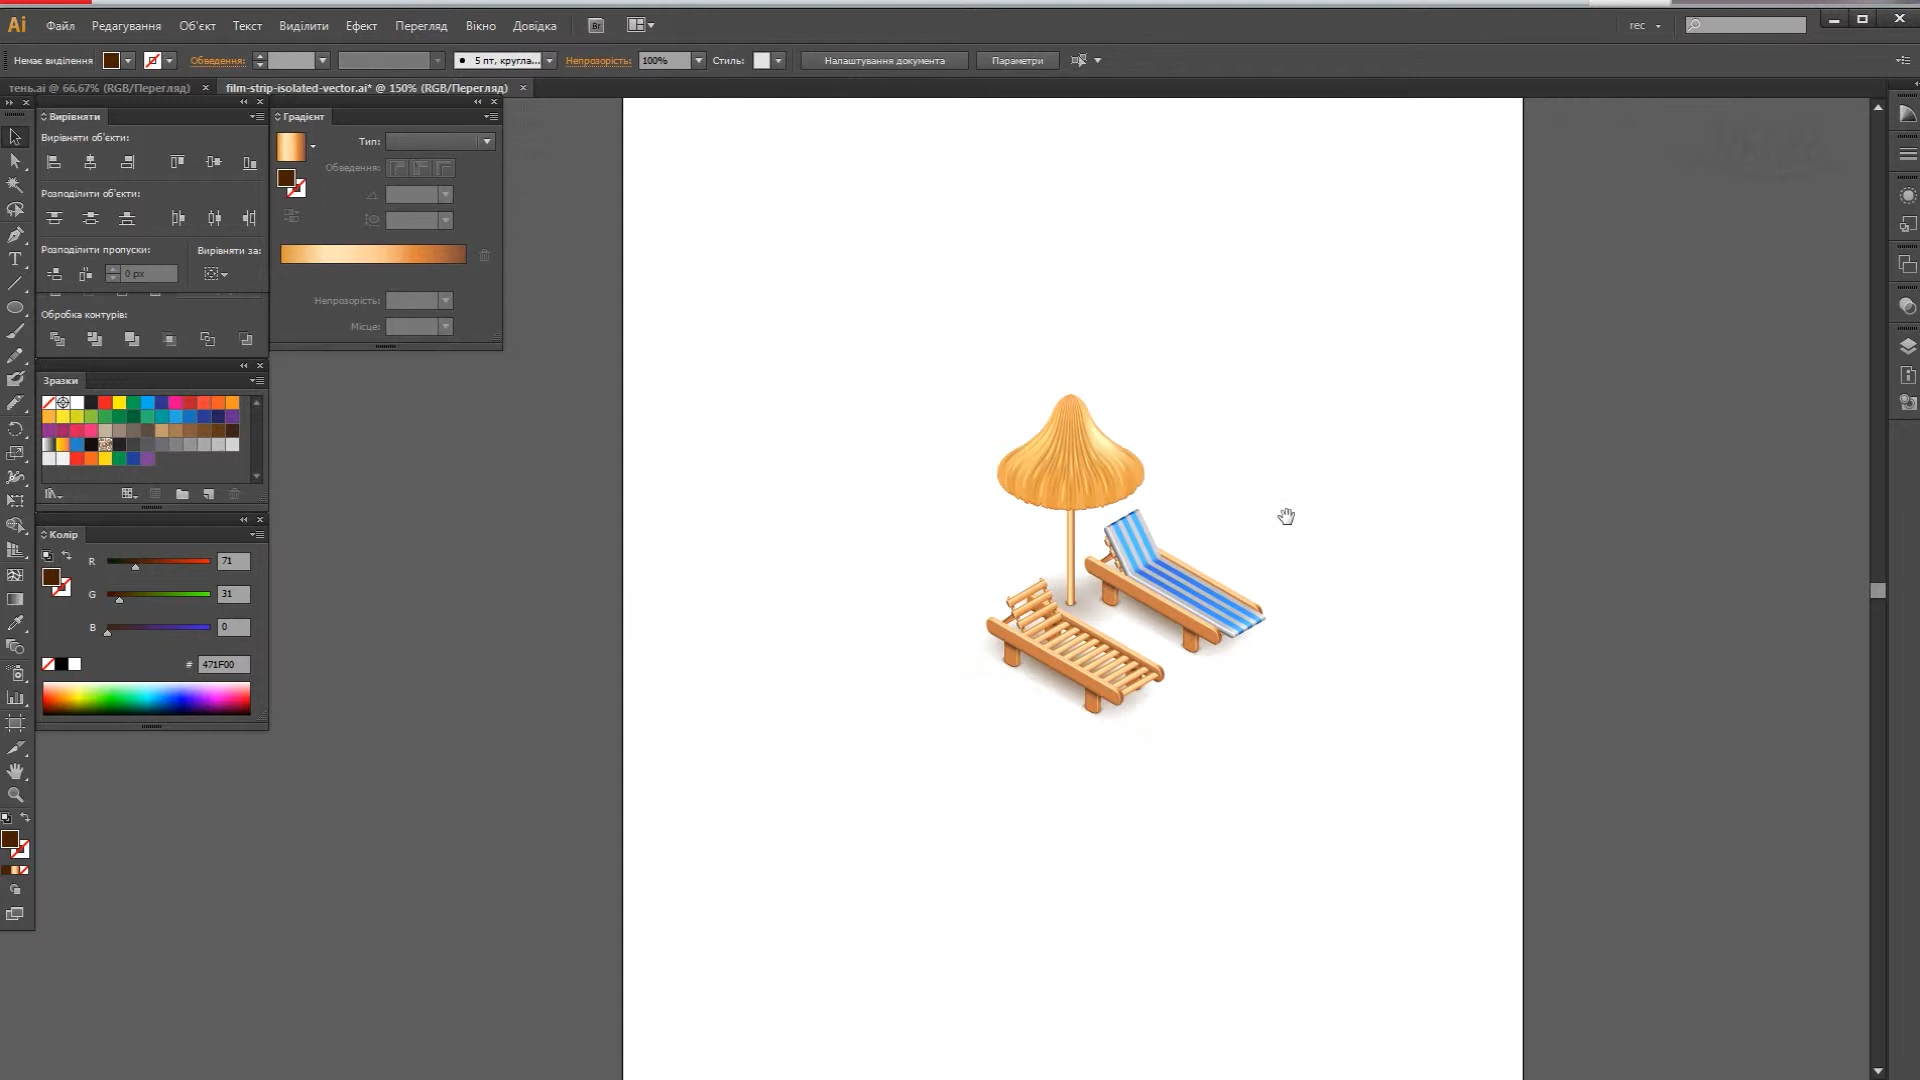 Ai Файл Редагування Об'єкт Текст Виділити Ефект Перегляд Вікно Довідка Br rec
Немає виділення Обведення: 5 пт, кругла... Непрозорість: 100% Стиль: Налаштування документа Параметри
тень.ai @ 66,67% (RGB/Перегляд) film-strip-isolated-vector.ai* @ 150% (RGB/Перегляд)
Вирівняти
Вирівняти об'єкти:
Розподілити об'єкти:
Розподілити пропуски: Вирівняти за:
0 px
Обробка контурів:
Градієнт
Тип:
Обведення:
Непрозорість:
Місце:
Зразки
Колір
R 71
G 31
B 0
# 471F00